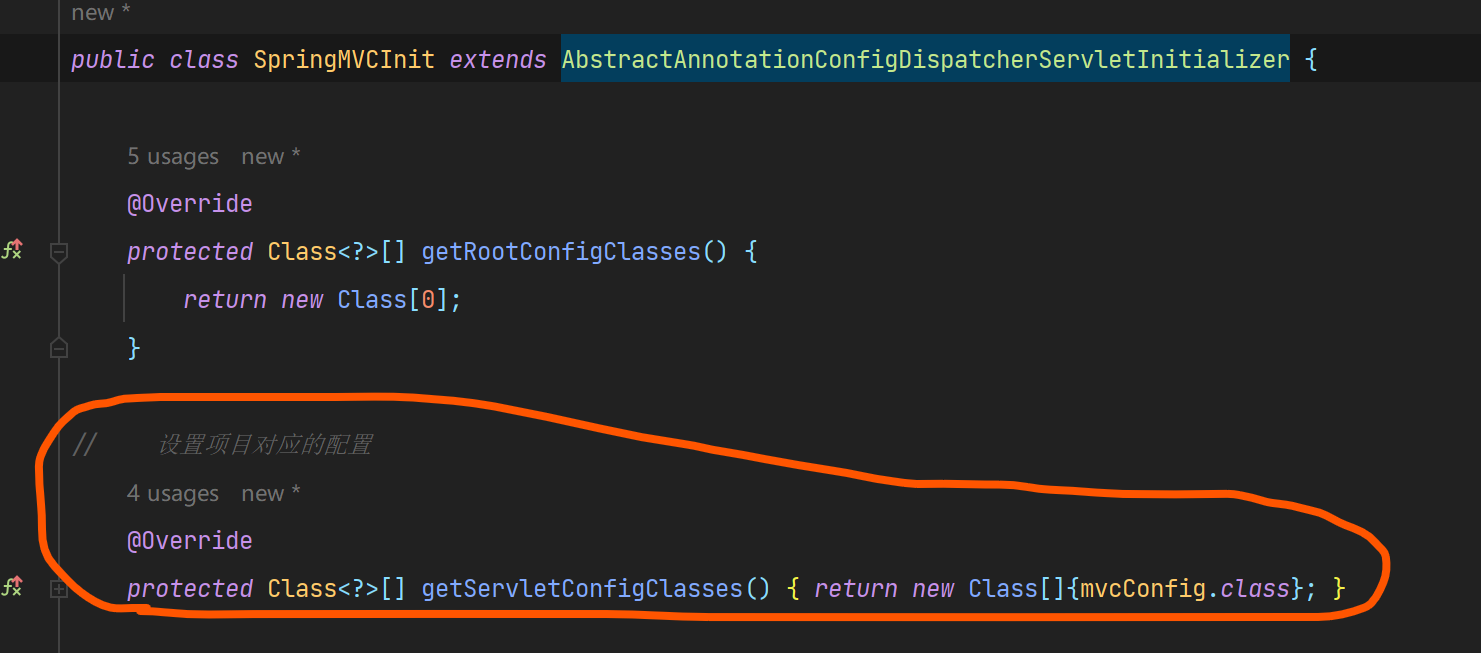 new *
public class SpringMVCInit extends AbstractAnnotationConfigDispatcherServletInitializer {
5 usages new *
@Override
protected Class<?>[] getRootConfigClasses() {
return new Class[0];
}
// 设置项目对应的配置
4 usages new *
@Override
protected Class<?>[] getServletConfigClasses() { return new Class[]{mvcConfig.class}; }